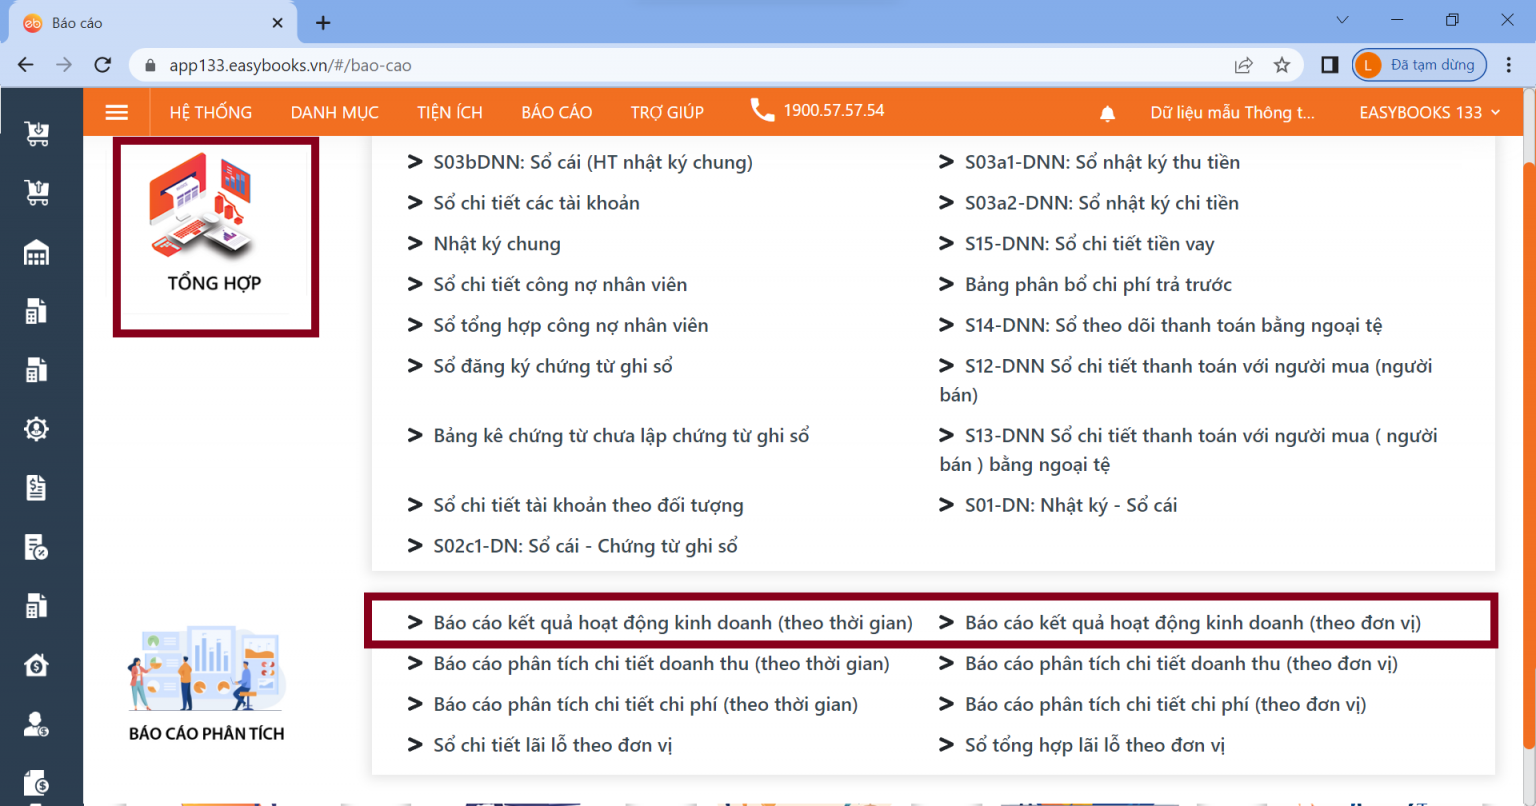 eb Báo cáo
app133.easybooks.vn/#/bao-cao
L Đã tạm dừng
HỆ THỐNG DANH MỤC TIỆN ÍCH BÁO CÁO TRỢ GIÚP 1900.57.57.54 Dữ liệu mẫu Thông t... EASYBOOKS 133
TỔNG HỢP
S03bDNN: Sổ cái (HT nhật ký chung)
S03a1-DNN: Sổ nhật ký thu tiền
Sổ chi tiết các tài khoản
S03a2-DNN: Sổ nhật ký chi tiền
Nhật ký chung
S15-DNN: Sổ chi tiết tiền vay
Sổ chi tiết công nợ nhân viên
Bảng phân bổ chi phí trả trước
Sổ tổng hợp công nợ nhân viên
S14-DNN: Sổ theo dõi thanh toán bằng ngoại tệ
Sổ đăng ký chứng từ ghi sổ
S12-DNN Sổ chi tiết thanh toán với người mua (người
bán)
Bảng kê chứng từ chưa lập chứng từ ghi sổ
S13-DNN Sổ chi tiết thanh toán với người mua ( người
bán ) bằng ngoại tệ
Sổ chi tiết tài khoản theo đối tượng
S01-DN: Nhật ký - Sổ cái
S02c1-DN: Sổ cái - Chứng từ ghi sổ
BÁO CÁO PHÂN TÍCH
Báo cáo kết quả hoạt động kinh doanh (theo thời gian)
Báo cáo kết quả hoạt động kinh doanh (theo đơn vị)
Báo cáo phân tích chi tiết doanh thu (theo thời gian)
Báo cáo phân tích chi tiết doanh thu (theo đơn vị)
Báo cáo phân tích chi tiết chi phí (theo thời gian)
Báo cáo phân tích chi tiết chi phí (theo đơn vị)
Sổ chi tiết lãi lỗ theo đơn vị
Sổ tổng hợp lãi lỗ theo đơn vị